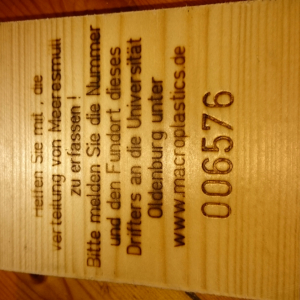 Helfen Sie mit, die
Verteilung von Meeresmüll
zu erfassen!
Bitte melden Sie die Nummer
und den Fundort dieses
Drifters an die Universität
Oldenburg unter
www.macroplastics.de
006576